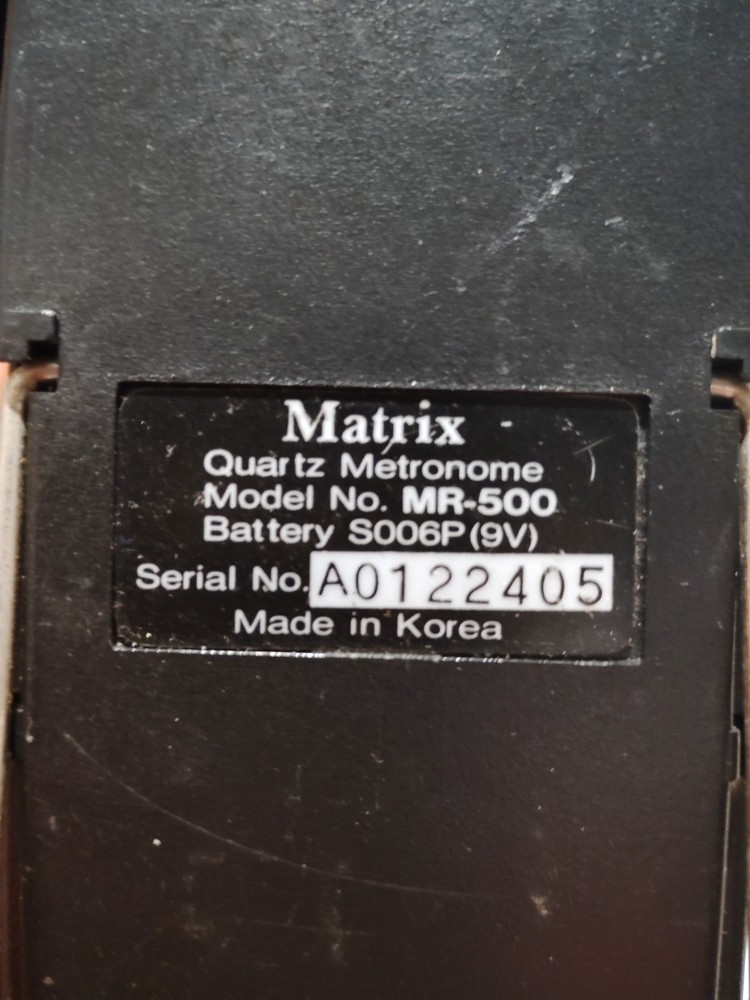 Matrix
Quartz Metronome
Model No. MR-500
Battery S006P(9V)
Serial No. A0122405
Made in Korea